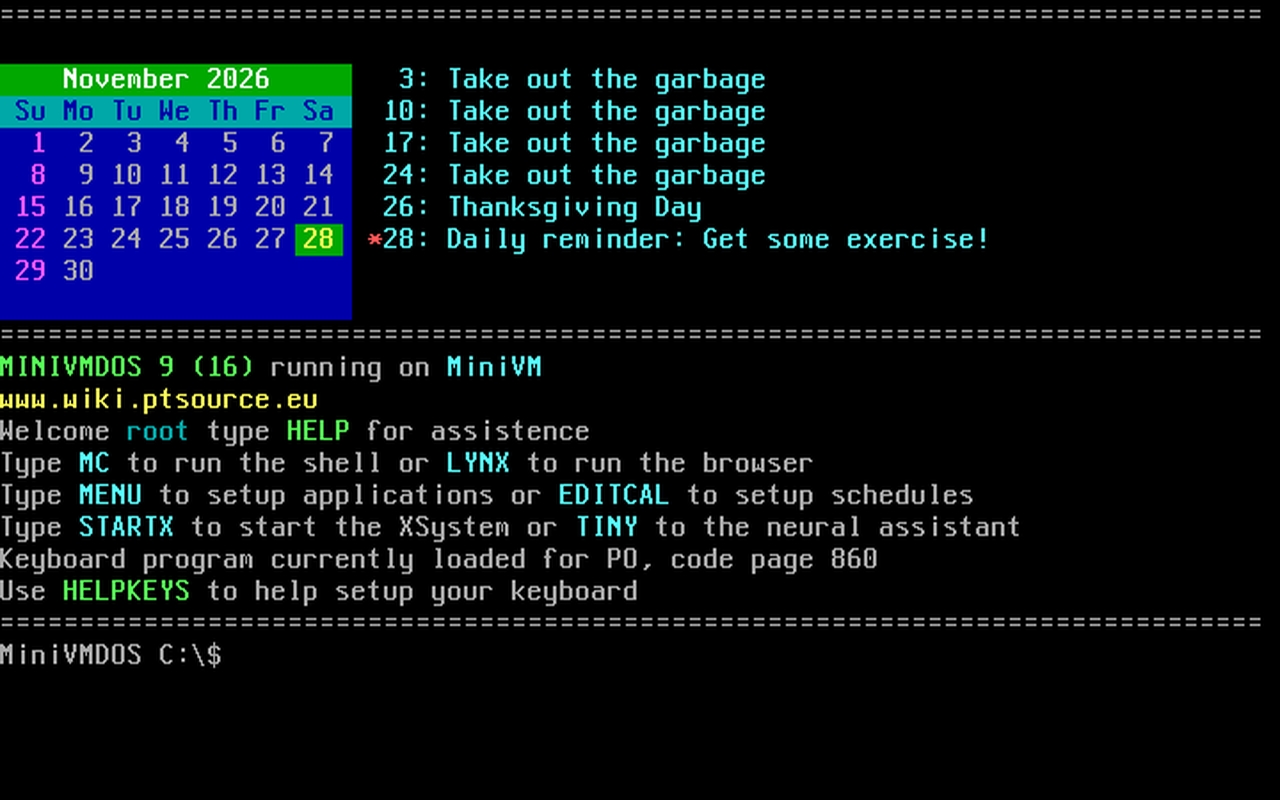 ===============================================================================
November 2026
3: Take out the garbage
Su Mo Tu We Th Fr Sa
10: Take out the garbage
1 2 3 4 5 6 7
17: Take out the garbage
8 9 10 11 12 13 14
24: Take out the garbage
15 16 17 18 19 20 21
26: Thanksgiving Day
22 23 24 25 26 27 28
*28: Daily reminder: Get some exercise!
29 30
===============================================================================
MINIVMDOS 9 (16) running on MiniVM
www.wiki.ptsource.eu
Welcome root type HELP for assistence
Type MC to run the shell or LYNX to run the browser
Type MENU to setup applications or EDITCAL to setup schedules
Type STARTX to start the XSystem or TINY to the neural assistant
Keyboard program currently loaded for PO, code page 860
Use HELPKEYS to help setup your keyboard
===============================================================================
MiniVMDOS C:\$